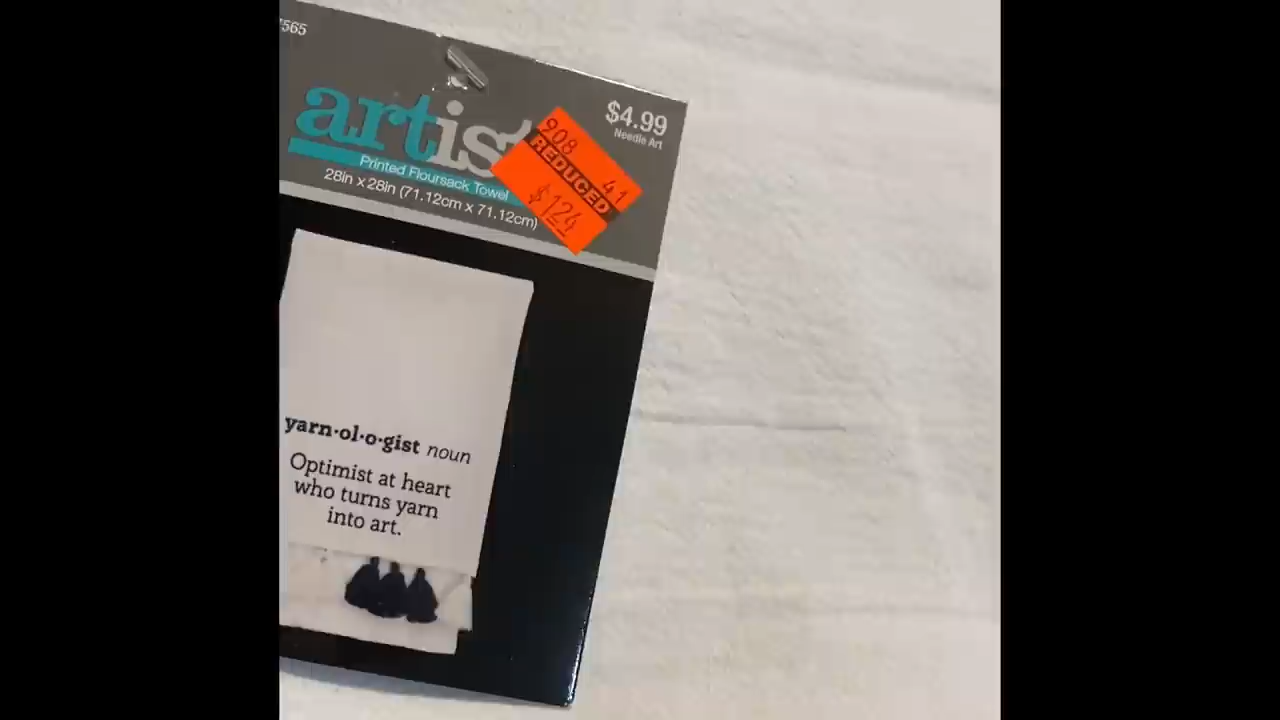 7565
artist
$4.99
Needle Art
Printed Floursack Towel
28in x 28in (71.12cm x 71.12cm)
908 41
REDUCED
$1.24
yarn·ol·o·gist noun
Optimist at heart
who turns yarn
into art.